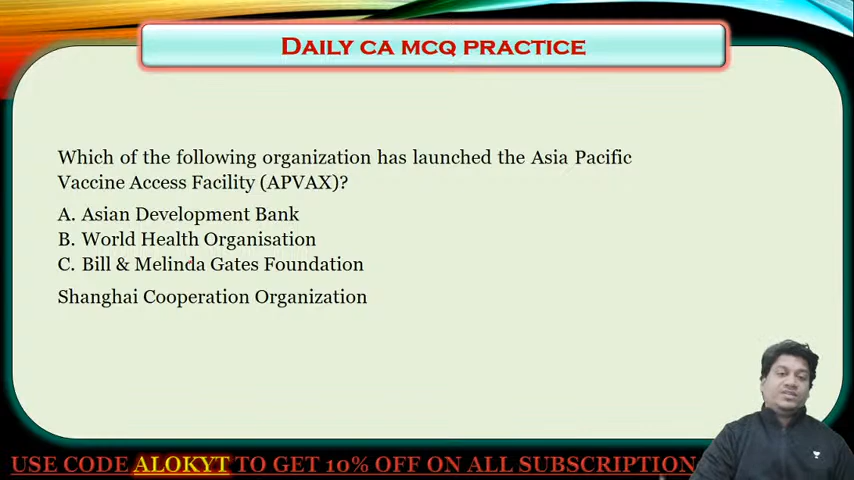 DAILY CA MCQ PRACTICE
Which of the following organization has launched the Asia Pacific
Vaccine Access Facility (APVAX)?
A. Asian Development Bank
B. World Health Organisation
C. Bill & Melinda Gates Foundation
Shanghai Cooperation Organization
USE CODE ALOKYT TO GET 10% OFF ON ALL SUBSCRIPTION